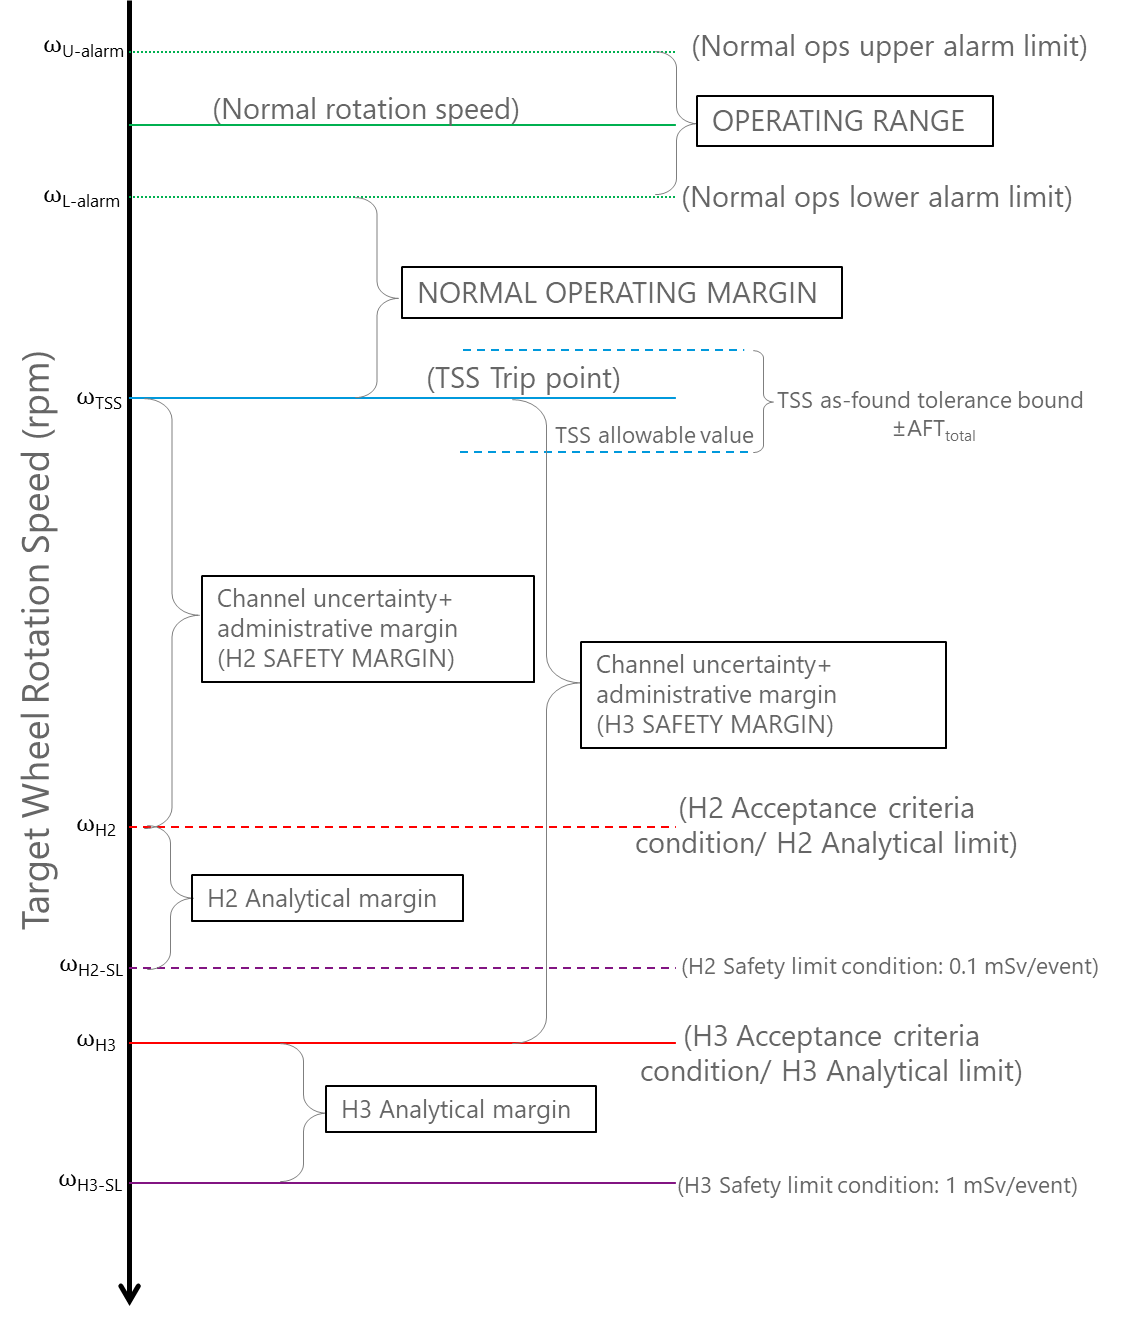 ωU-alarm
(Normal ops upper alarm limit)
(Normal rotation speed)
OPERATING RANGE
ωL-alarm
(Normal ops lower alarm limit)
NORMAL OPERATING MARGIN
ωTSS
(TSS Trip point)
TSS as-found tolerance bound
±AFTtotal
TSS allowable value
Target Wheel Rotation Speed (rpm)
Channel uncertainty+
administrative margin
(H2 SAFETY MARGIN)
Channel uncertainty+
administrative margin
(H3 SAFETY MARGIN)
ωH2
(H2 Acceptance criteria
condition/ H2 Analytical limit)
H2 Analytical margin
ωH2-SL
(H2 Safety limit condition: 0.1 mSv/event)
ωH3
(H3 Acceptance criteria
condition/ H3 Analytical limit)
H3 Analytical margin
ωH3-SL
(H3 Safety limit condition: 1 mSv/event)